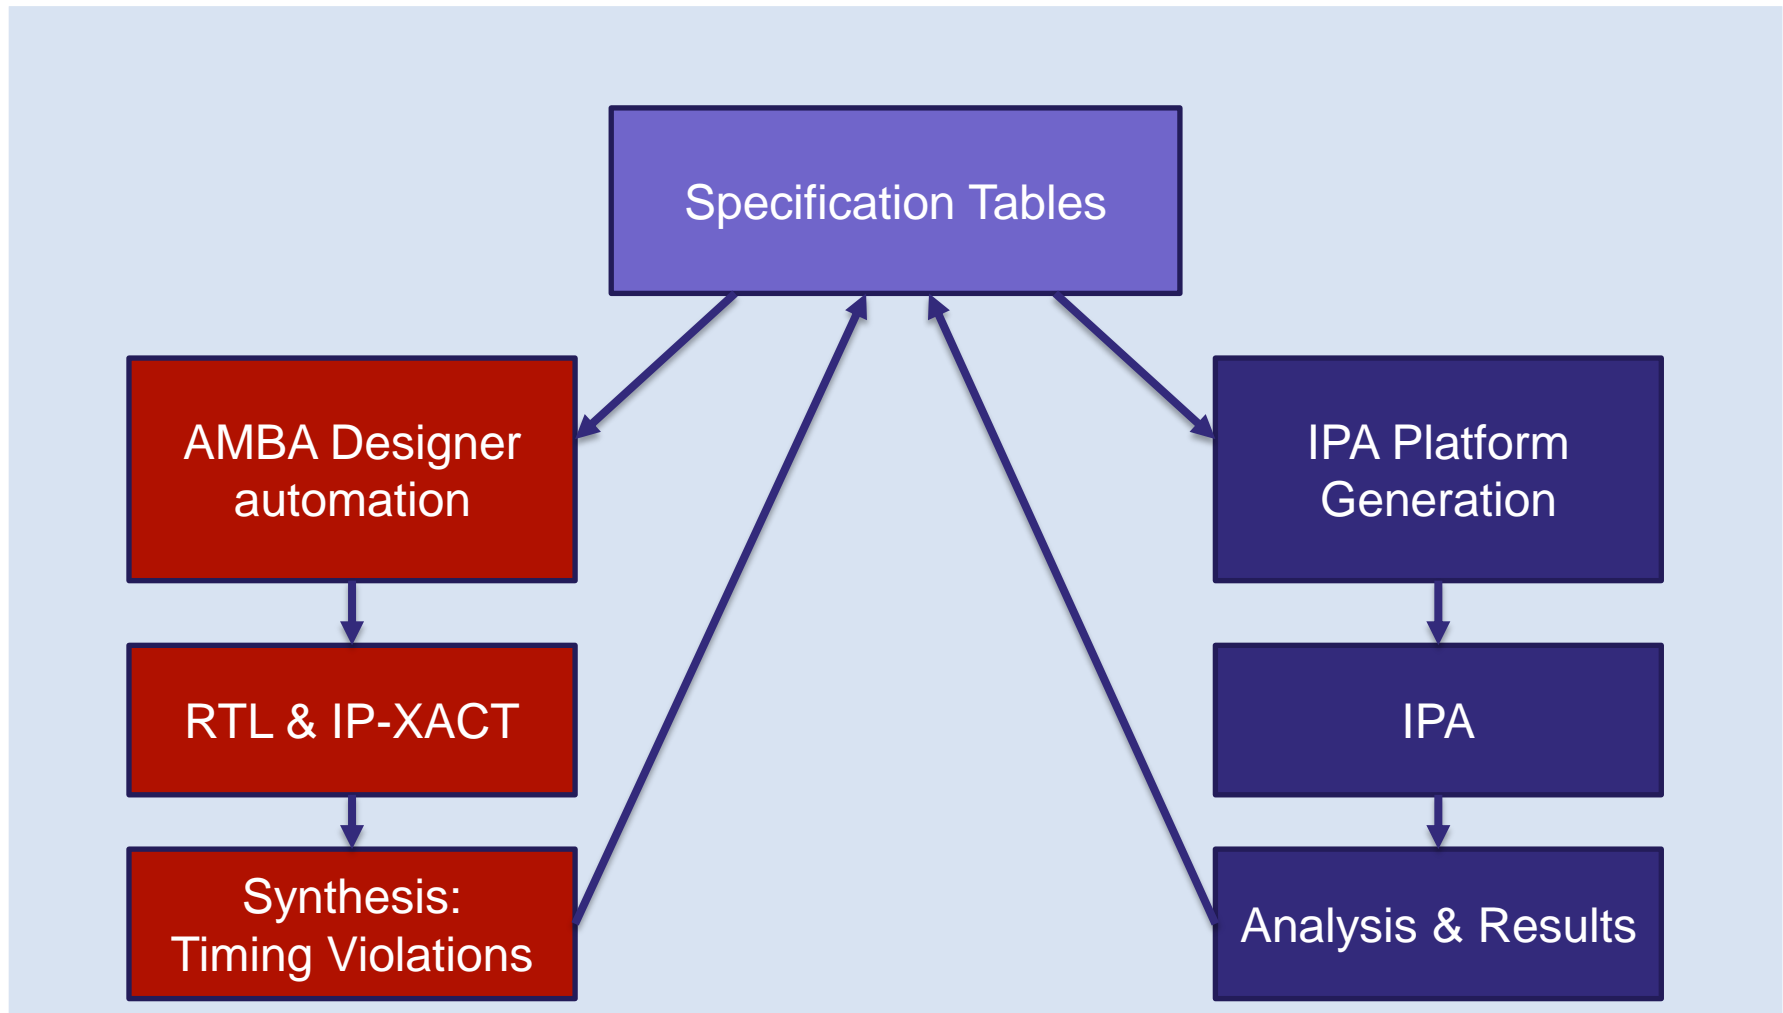 Specification Tables
AMBA Designer
automation
IPA Platform
Generation
RTL & IP-XACT
IPA
Synthesis:
Timing Violations
Analysis & Results